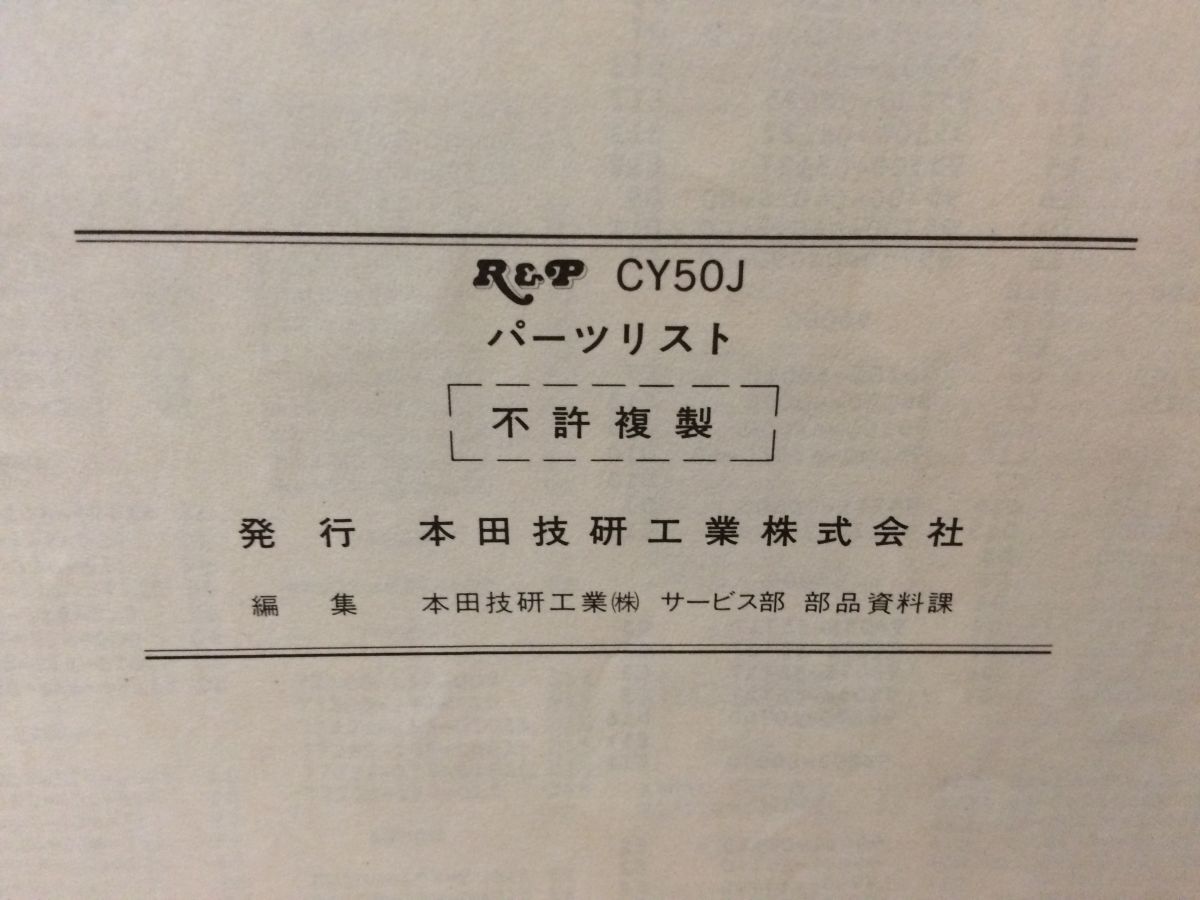 R&P CY50J
パーツリスト
不許複製
発行 本田技研工業株式会社
編集 本田技研工業㈱ サービス部 部品資料課